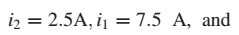 i₂ = 2.5A, i₁ = 7.5 A, and